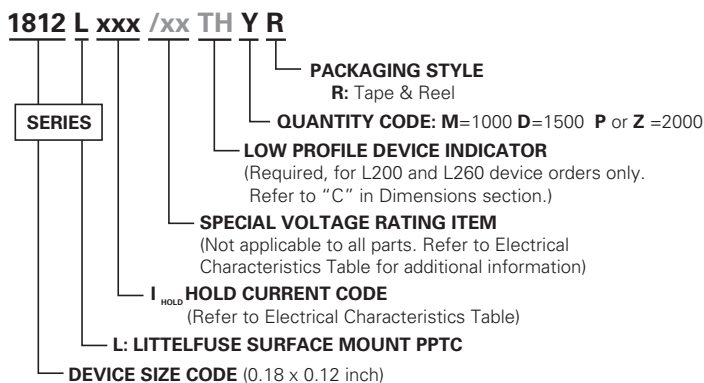 1812 L xxx /xx TH Y R
PACKAGING STYLE
R: Tape & Reel
SERIES
QUANTITY CODE: M=1000 D=1500 P or Z =2000
LOW PROFILE DEVICE INDICATOR
(Required, for L200 and L260 device orders only.
Refer to “C” in Dimensions section.)
SPECIAL VOLTAGE RATING ITEM
(Not applicable to all parts. Refer to Electrical
Characteristics Table for additional information)
I HOLD HOLD CURRENT CODE
(Refer to Electrical Characteristics Table)
L: LITTELFUSE SURFACE MOUNT PPTC
DEVICE SIZE CODE (0.18 x 0.12 inch)